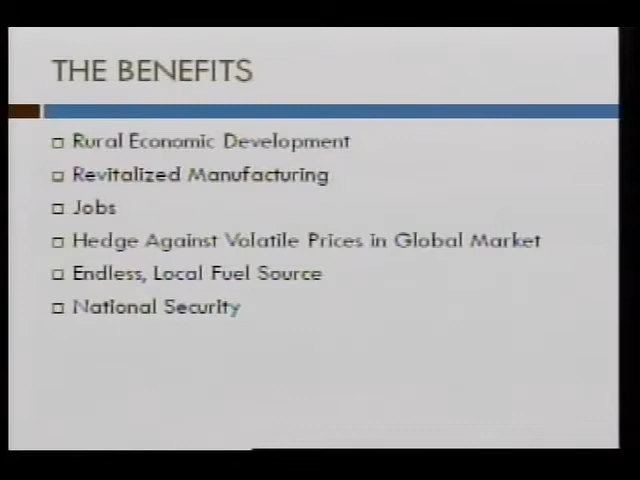 THE BENEFITS
Rural Economic Development
Revitalized Manufacturing
Jobs
Hedge Against Volatile Prices in Global Market
Endless, Local Fuel Source
National Security